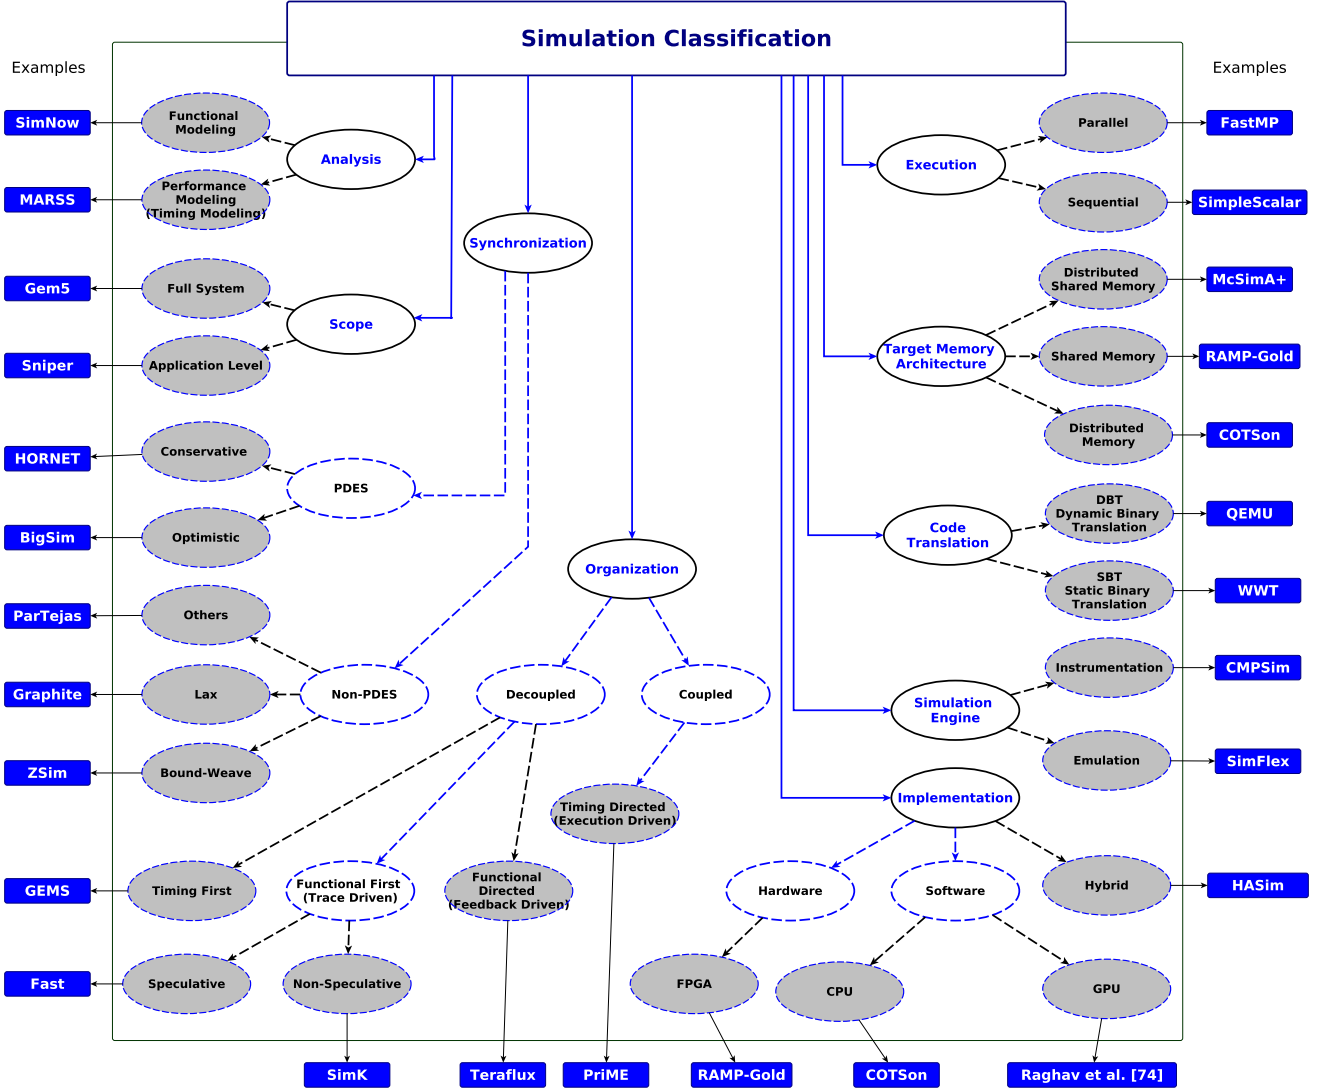 Simulation Classification
Examples
Examples
SimNow
Functional
Modeling
Analysis
MARSS
Performance
Modeling
(Timing Modeling)
Synchronization
Gem5
Full System
Scope
Sniper
Application Level
HORNET
Conservative
PDES
BigSim
Optimistic
ParTejas
Others
Graphite
Lax
Non-PDES
ZSim
Bound-Weave
Organization
Decoupled
Coupled
Timing Directed
(Execution Driven)
GEMS
Timing First
Functional First
(Trace Driven)
Functional
Directed
(Feedback Driven)
Fast
Speculative
Non-Speculative
Execution
Parallel
FastMP
Sequential
SimpleScalar
Target Memory
Architecture
Distributed
Shared Memory
McSimA+
Shared Memory
RAMP-Gold
Distributed
Memory
COTSon
Code
Translation
DBT
Dynamic Binary
Translation
QEMU
SBT
Static Binary
Translation
WWT
Simulation
Engine
Instrumentation
CMPSim
Emulation
SimFlex
Implementation
Hardware
Software
Hybrid
HASim
FPGA
CPU
GPU
SimK
Teraflux
PriME
RAMP-Gold
COTSon
Raghav et al. [74]